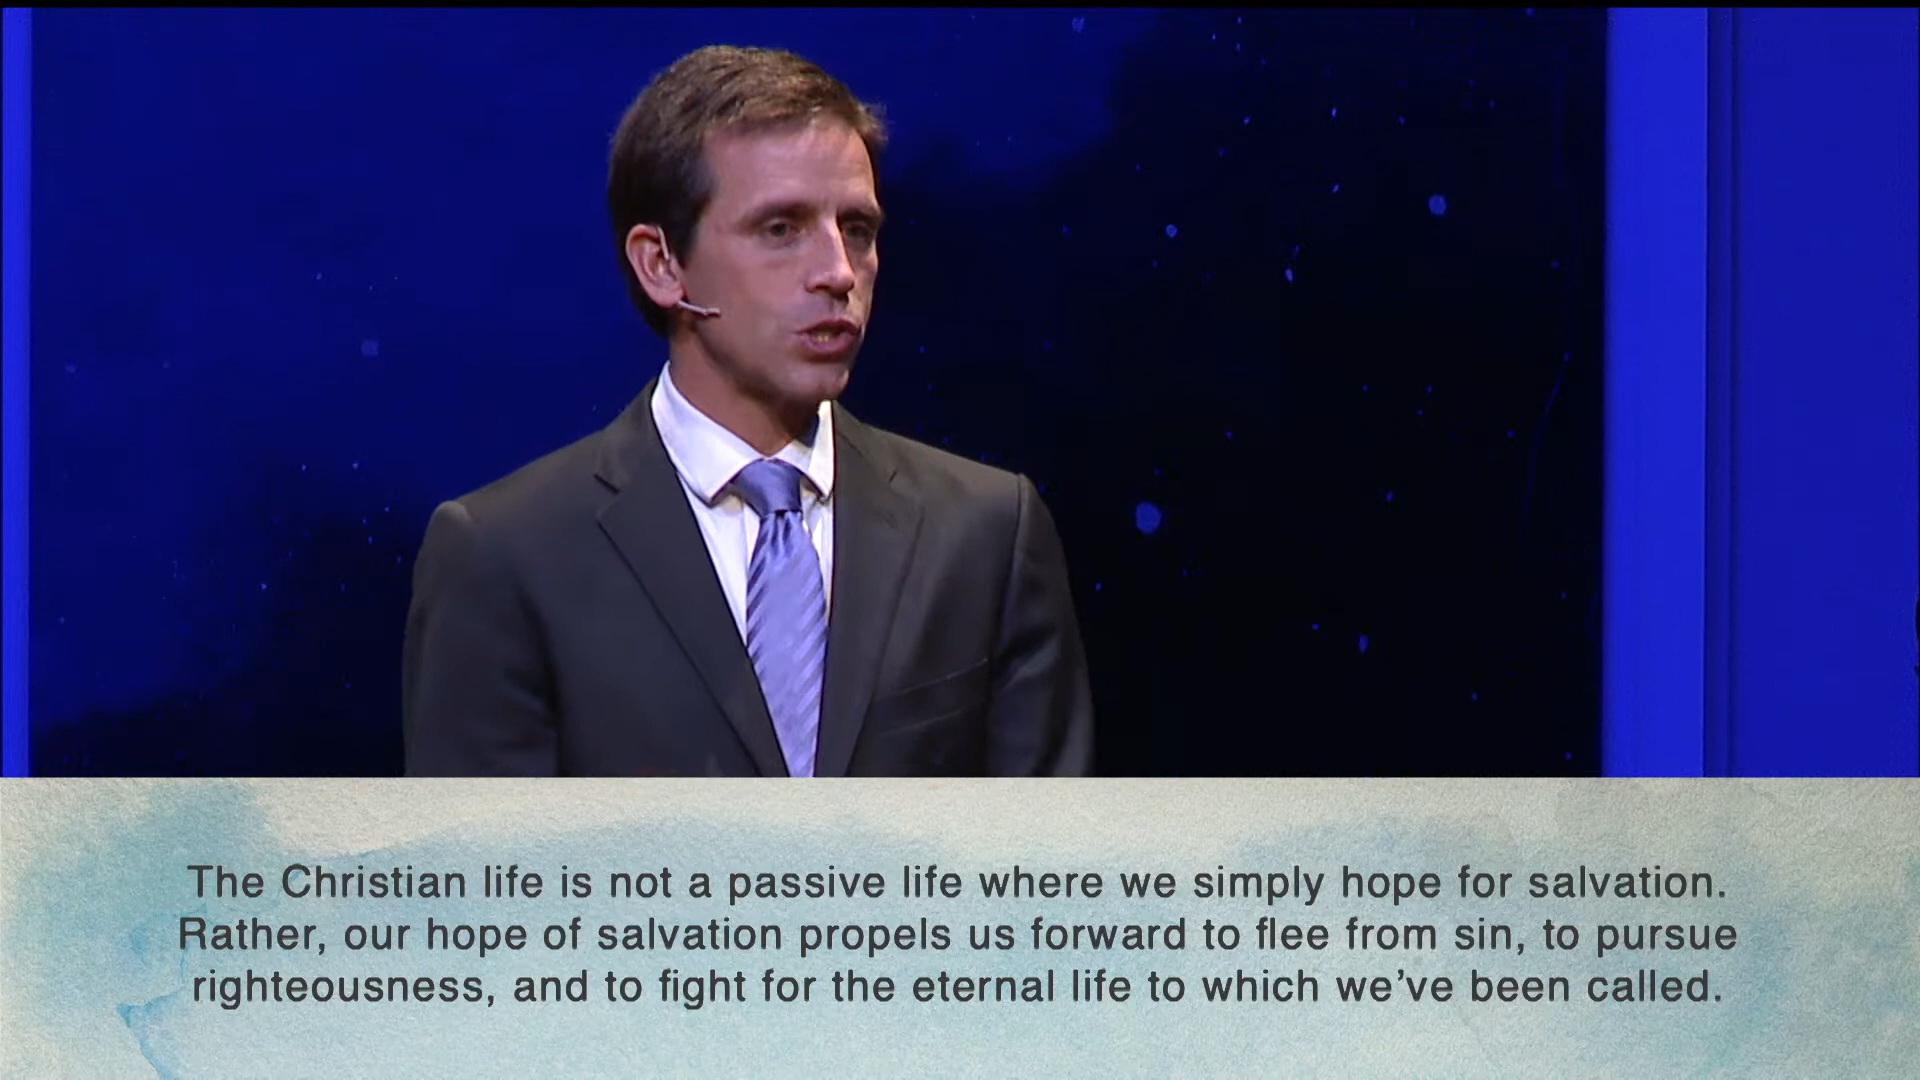 The Christian life is not a passive life where we simply hope for salvation.
Rather, our hope of salvation propels us forward to flee from sin, to pursue
righteousness, and to fight for the eternal life to which we've been called.